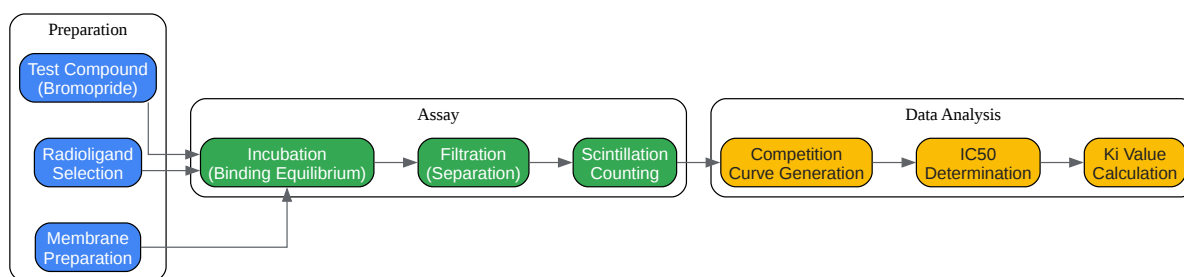 Preparation
Test Compound
(Bromopride)
Radioligand
Selection
Membrane
Preparation
Assay
Incubation
(Binding Equilibrium)
Filtration
(Separation)
Scintillation
Counting
Data Analysis
Competition
Curve Generation
IC50
Determination
Ki Value
Calculation